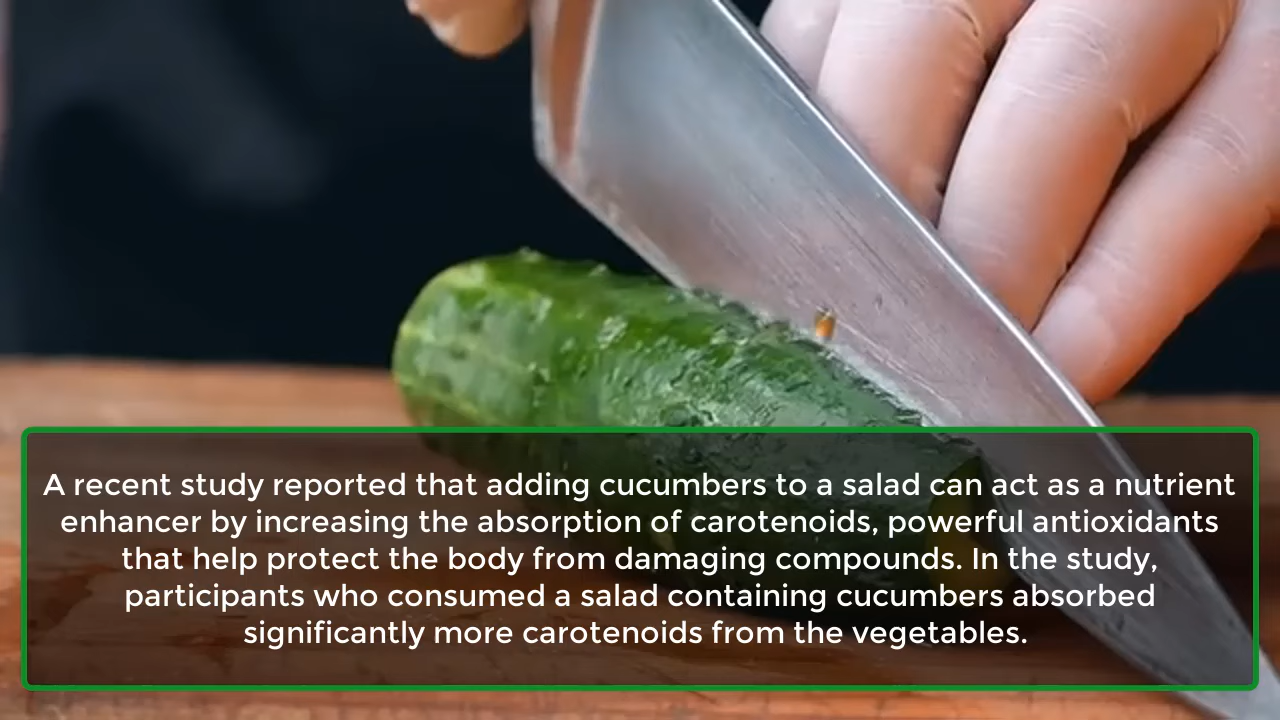 A recent study reported that adding cucumbers to a salad can act as a nutrient
enhancer by increasing the absorption of carotenoids, powerful antioxidants
that help protect the body from damaging compounds. In the study,
participants who consumed a salad containing cucumbers absorbed
significantly more carotenoids from the vegetables.